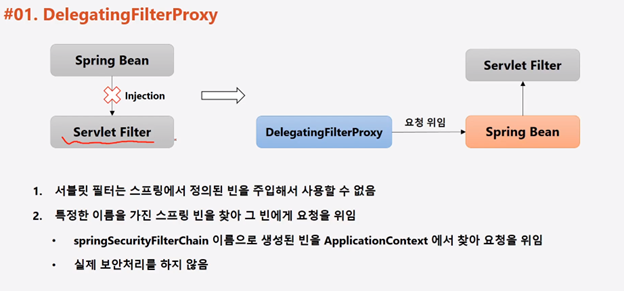 #01. DelegatingFilterProxy
Spring Bean
Injection
Servlet Filter
DelegatingFilterProxy
요청 위임
Servlet Filter
Spring Bean
1. 서블릿 필터는 스프링에서 정의된 빈을 주입해서 사용할 수 없음
2. 특정한 이름을 가진 스프링 빈을 찾아 그 빈에게 요청을 위임
• springSecurityFilterChain 이름으로 생성된 빈을 ApplicationContext 에서 찾아 요청을 위임
• 실제 보안처리를 하지 않음